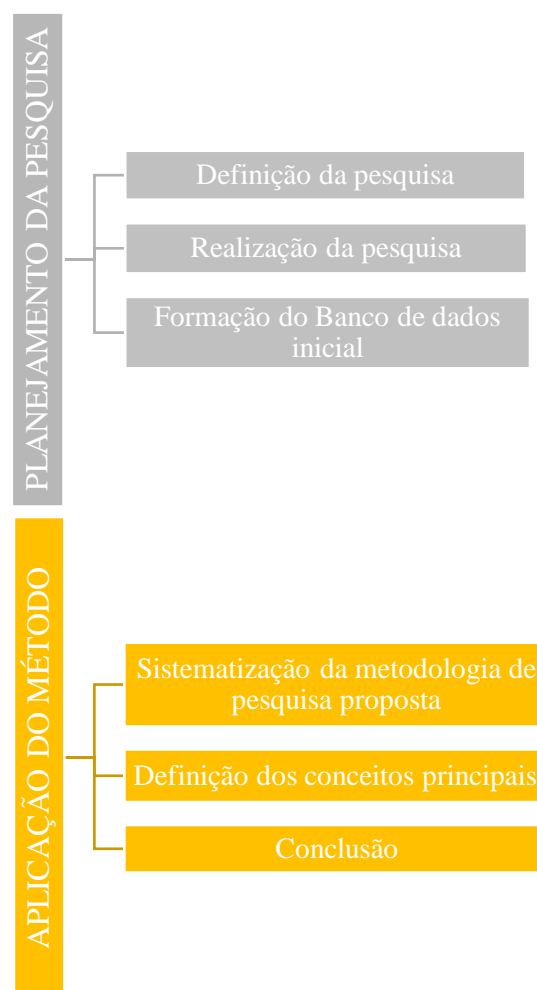 PLANEJAMENTO DA PESQUISA
Definição da pesquisa
Realização da pesquisa
Formação do Banco de dados
inicial
APLICAÇÃO DO MÉTODO
Sistematização da metodologia de
pesquisa proposta
Definição dos conceitos principais
Conclusão